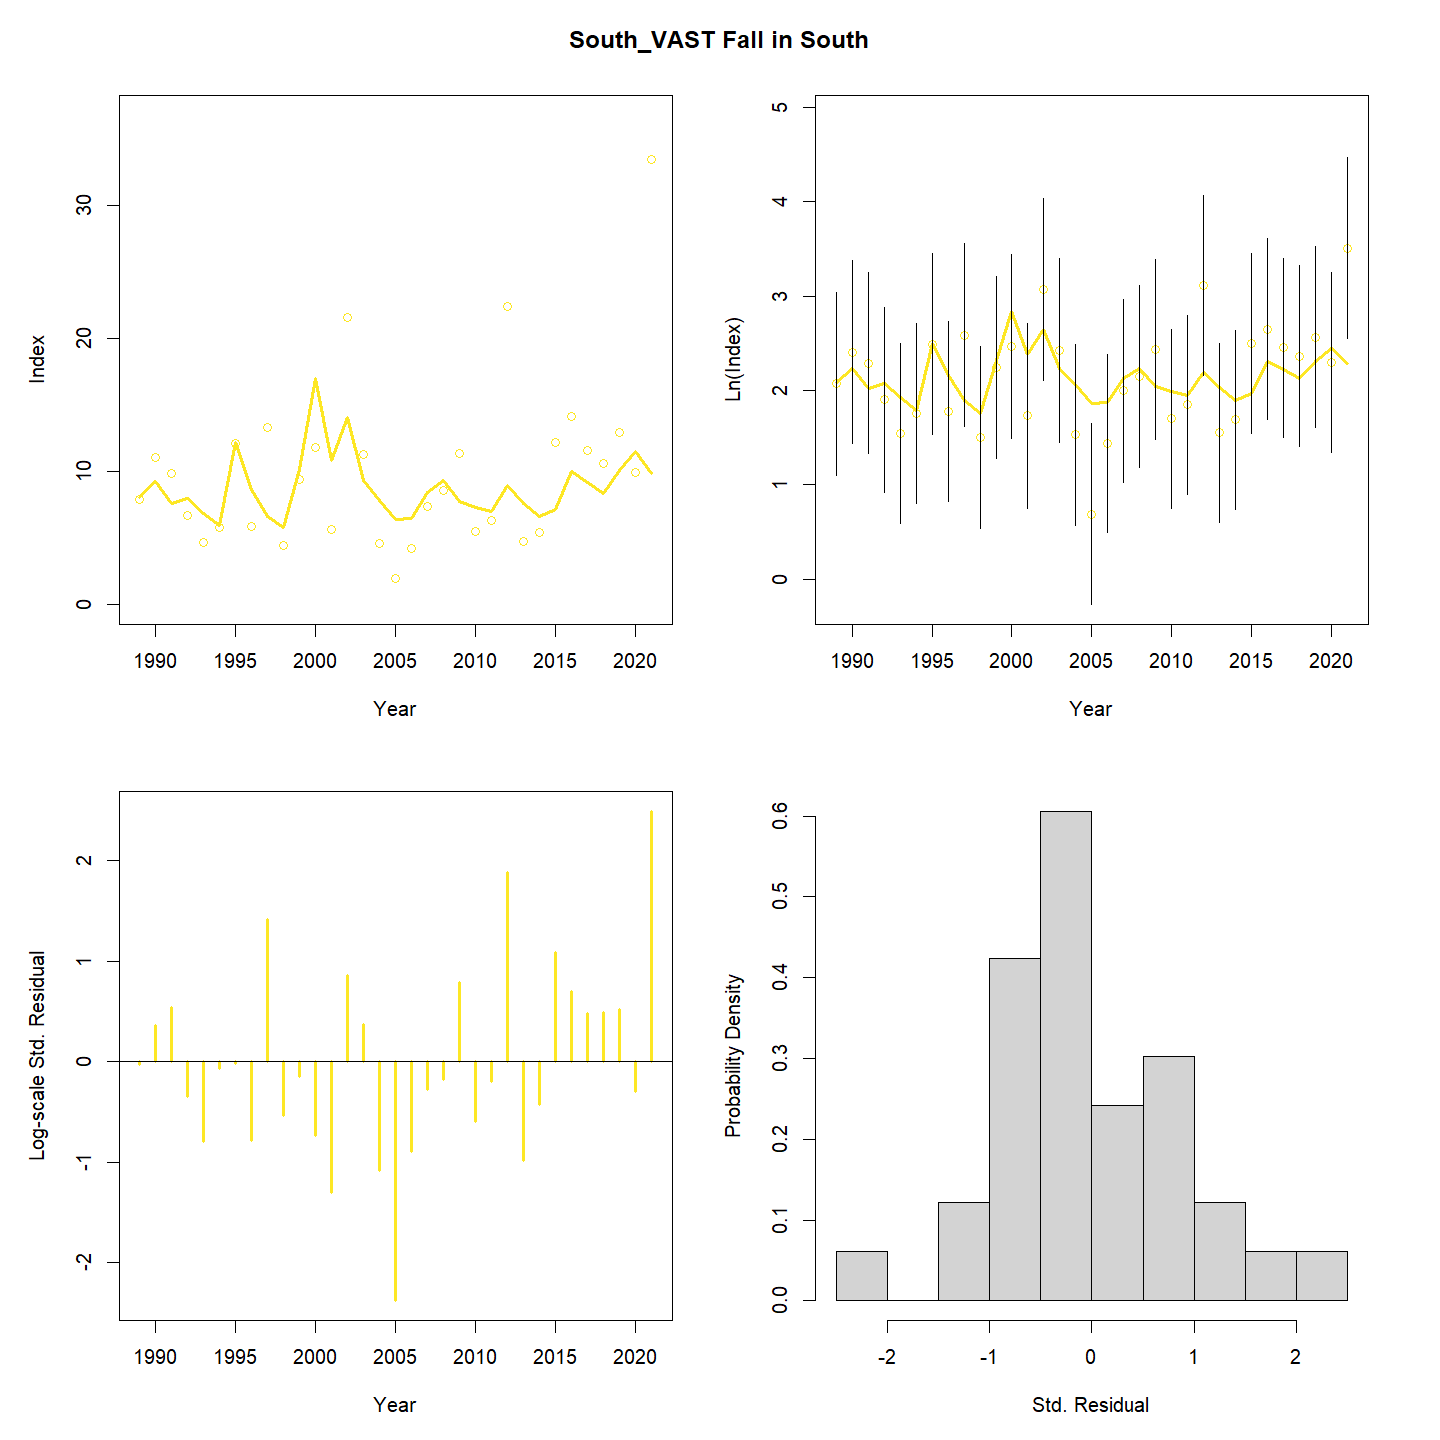 South_VAST Fall in South
Index
0
10
20
30
1990 1995 2000 2005 2010 2015 2020
Year
Ln(Index)
0
1
2
3
4
5
1990 1995 2000 2005 2010 2015 2020
Year
Log-scale Std. Residual
-2
-1
0
1
2
1990 1995 2000 2005 2010 2015 2020
Year
Probability Density
0.0
0.1
0.2
0.3
0.4
0.5
0.6
-2 -1 0 1 2
Std. Residual